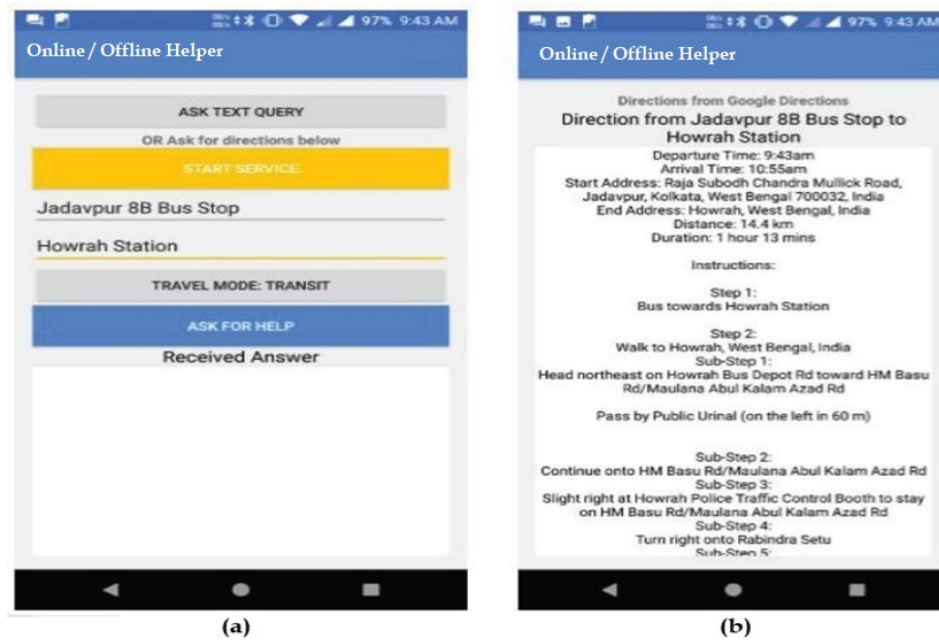 97% 9:43 AM
Online / Offline Helper
ASK TEXT QUERY
OR Ask for directions below
START SERVICE
Jadavpur 8B Bus Stop
Howrah Station
TRAVEL MODE: TRANSIT
ASK FOR HELP
Received Answer
(a)
97% 9:43 AM
Online / Offline Helper
Directions from Google Directions
Direction from Jadavpur 8B Bus Stop to
Howrah Station
Departure Time: 9:43am
Arrival Time: 10:55am
Start Address: Raja Subodh Chandra Mullick Road,
Jadavpur, Kolkata, West Bengal 700032, India
End Address: Howrah, West Bengal, India
Distance: 14.4 km
Duration: 1 hour 13 mins
Instructions:
Step 1:
Bus towards Howrah Station
Step 2:
Walk to Howrah, West Bengal, India
Sub-Step 1:
Head northeast on Howrah Bus Depot Rd toward HM Basu
Rd/Maulana Abul Kalam Azad Rd
Pass by Public Urinal (on the left in 60 m)
Sub-Step 2:
Continue onto HM Basu Rd/Maulana Abul Kalam Azad Rd
Sub-Step 3:
Slight right at Howrah Police Traffic Control Booth to stay
on HM Basu Rd/Maulana Abul Kalam Azad Rd
Sub-Step 4:
Turn right onto Rabindra Setu
Sub-Step 5:
(b)